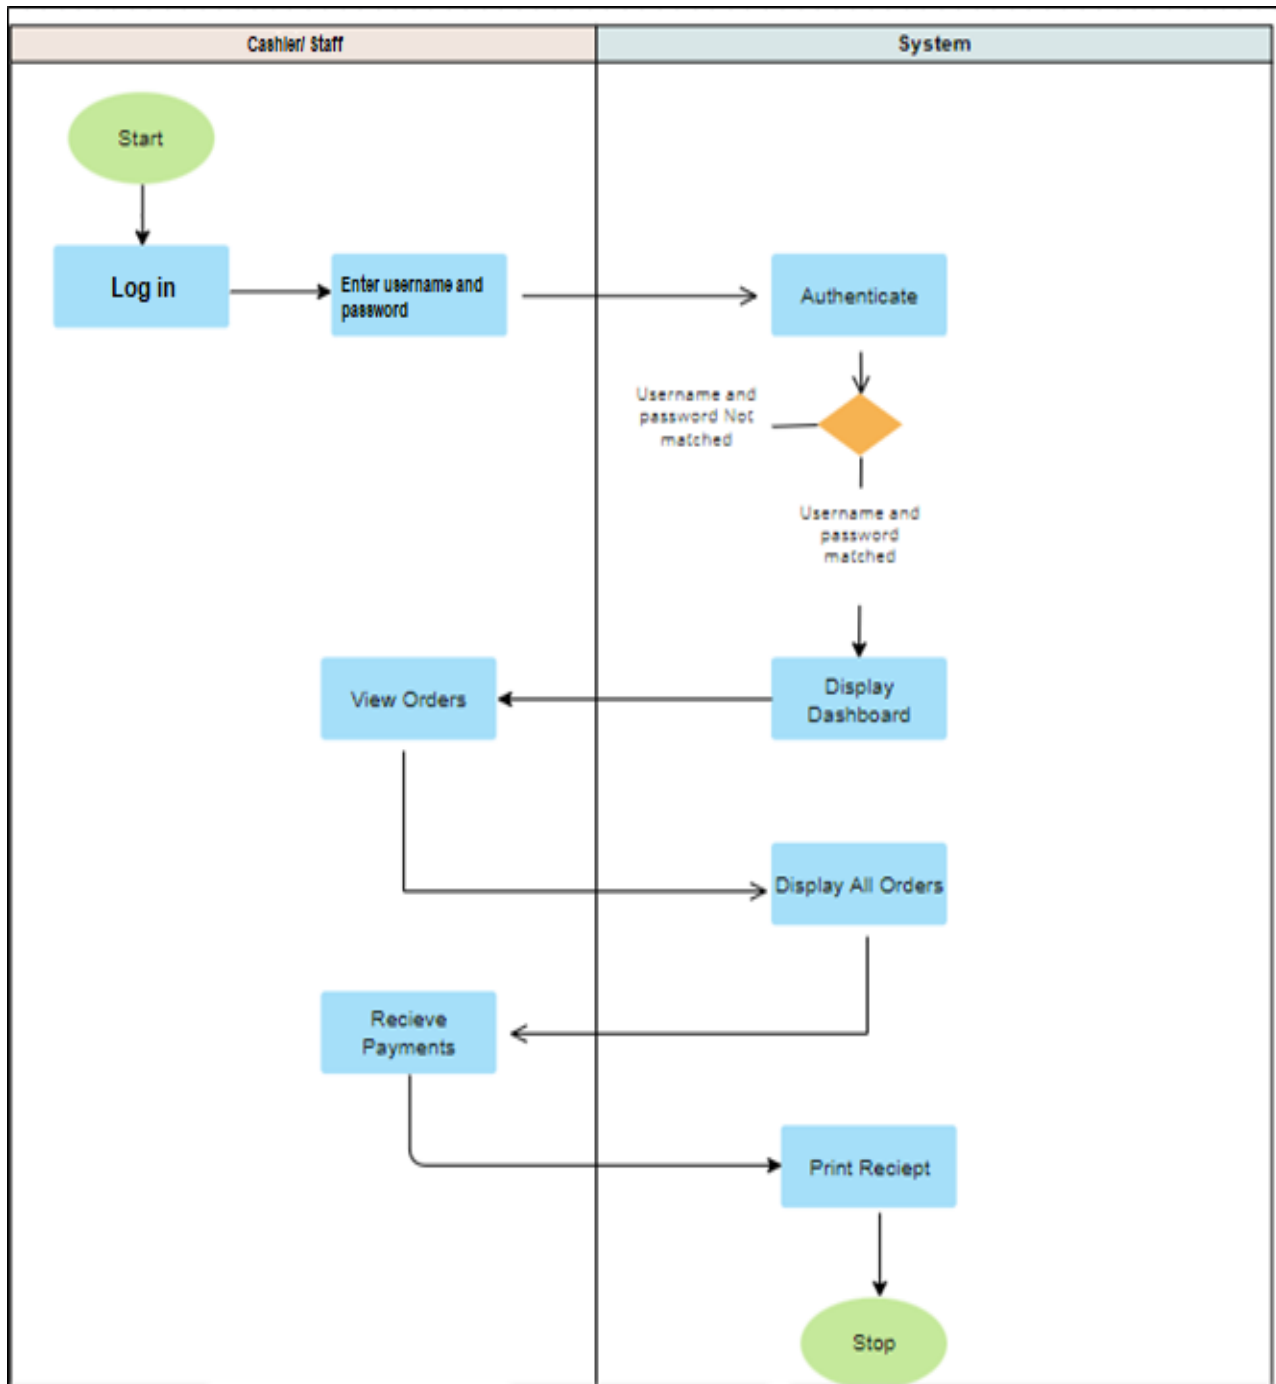 Cashier/ Staff
System
Start
Log in
Enter username and
password
Authenticate
Username and
password Not
matched
Username and
password
matched
View Orders
Display
Dashboard
Display All Orders
Recieve
Payments
Print Reciept
Stop